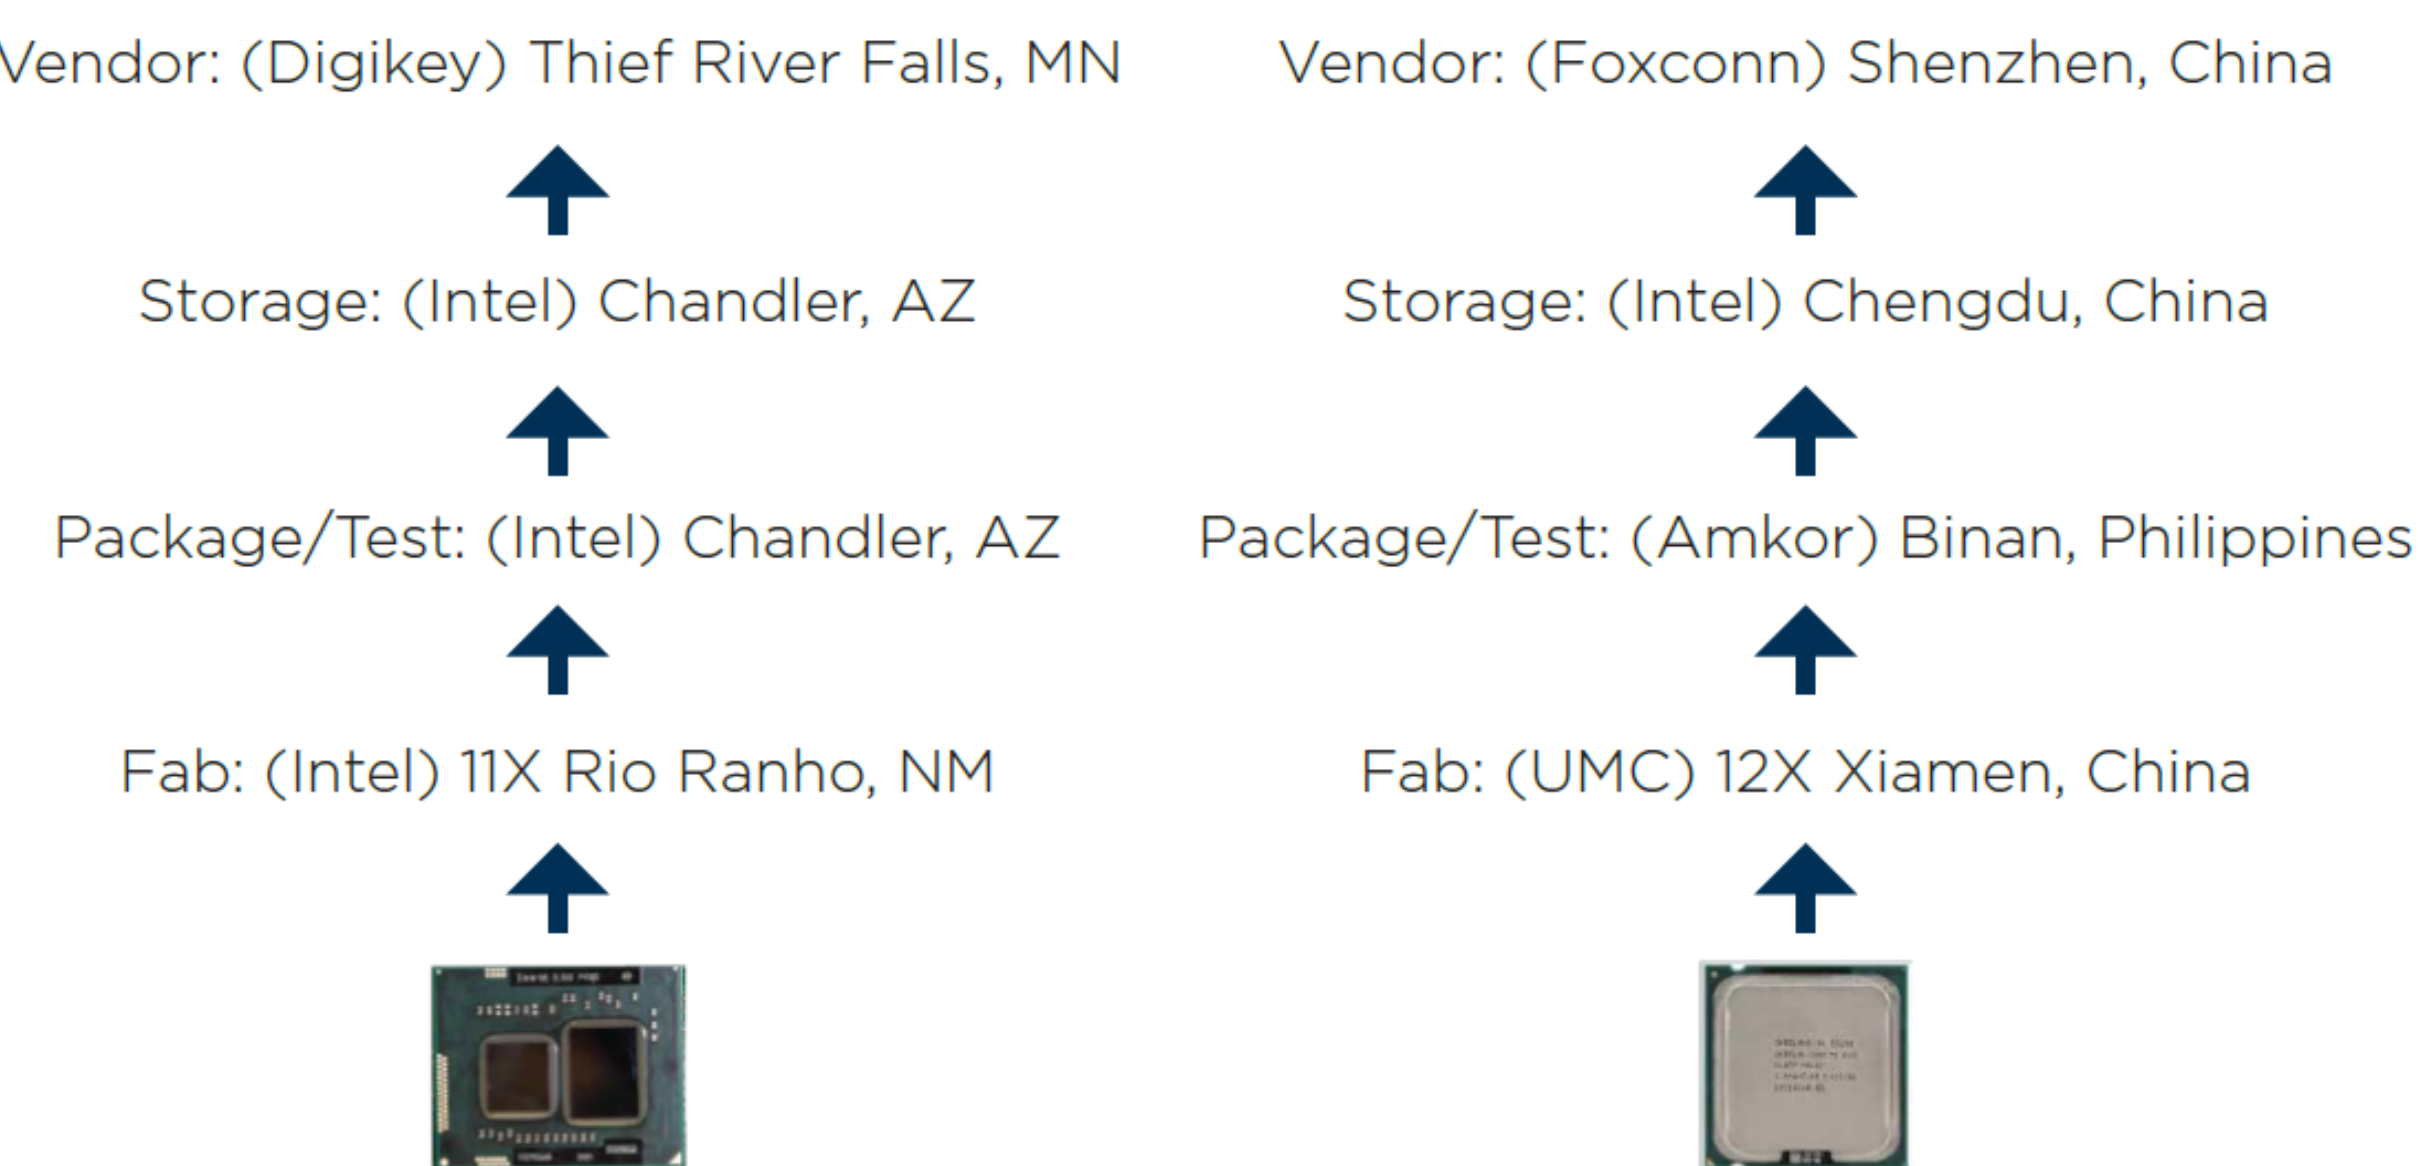 Vendor: (Digikey) Thief River Falls, MN
Storage: (Intel) Chandler, AZ
Package/Test: (Intel) Chandler, AZ
Fab: (Intel) 11X Rio Ranho, NM
Vendor: (Foxconn) Shenzhen, China
Storage: (Intel) Chengdu, China
Package/Test: (Amkor) Binan, Philippines
Fab: (UMC) 12X Xiamen, China